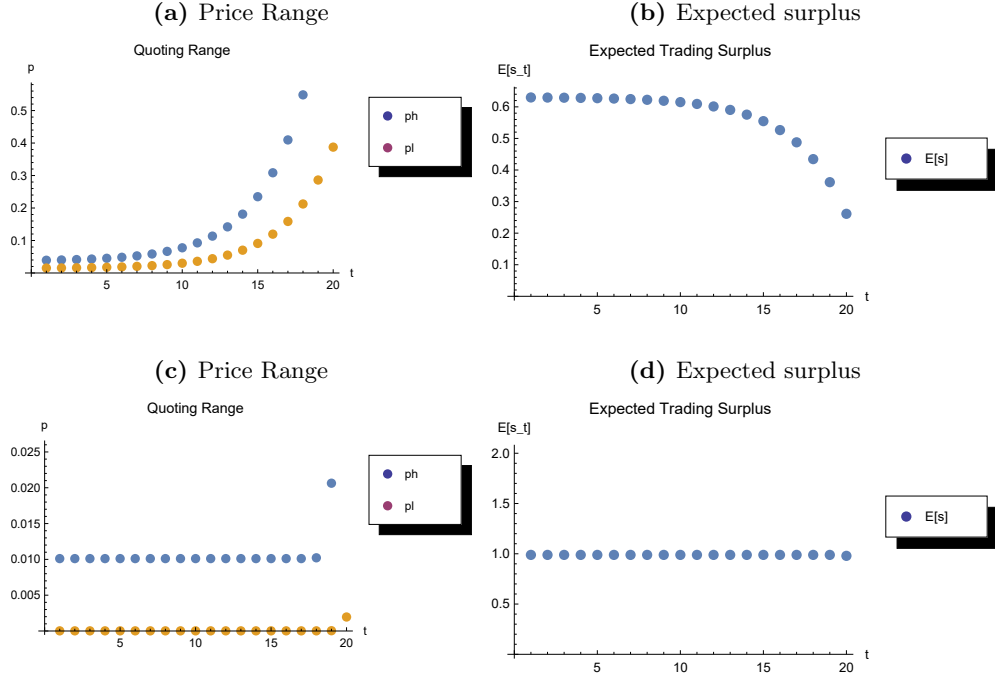 (a) Price Range
Quoting Range
p
0.5
0.4
0.3
0.2
0.1
5
10
15
20
t
ph
pl
(b) Expected surplus
Expected Trading Surplus
E[s_t]
0.6
0.5
0.4
0.3
0.2
0.1
5
10
15
20
t
E[s]
(c) Price Range
Quoting Range
p
0.025
0.020
0.015
0.010
0.005
5
10
15
20
t
ph
pl
(d) Expected surplus
Expected Trading Surplus
E[s_t]
2.0
1.5
1.0
0.5
5
10
15
20
t
E[s]